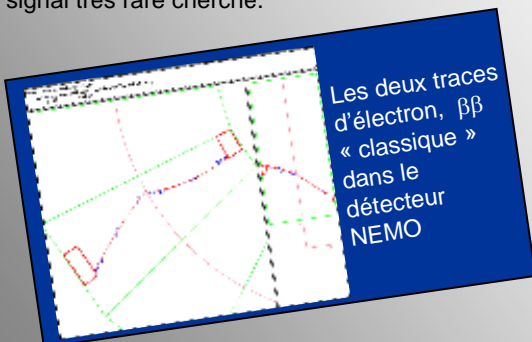 signal très rare cherché.
Les deux traces
d'électron, ββ
« classique »
dans le
détecteur
NEMO